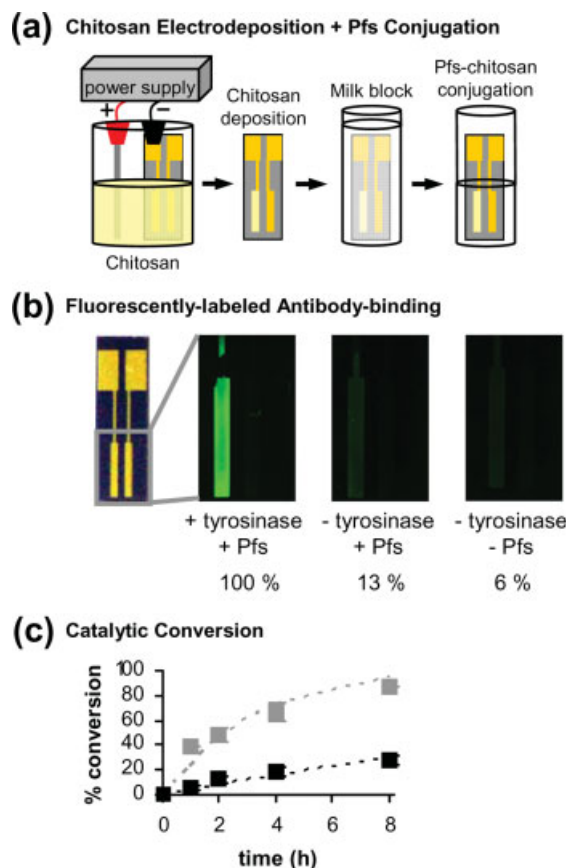 (a) Chitosan Electrodeposition + Pfs Conjugation
power supply
+ −
Chitosan
deposition
Milk block
Pfs-chitosan
conjugation
Chitosan
(b) Fluorescently-labeled Antibody-binding
+ tyrosinase
+ Pfs
100 %
- tyrosinase
+ Pfs
13 %
- tyrosinase
- Pfs
6 %
(c) Catalytic Conversion
% conversion
100
80
60
40
20
0
0 2 4 6 8
time (h)